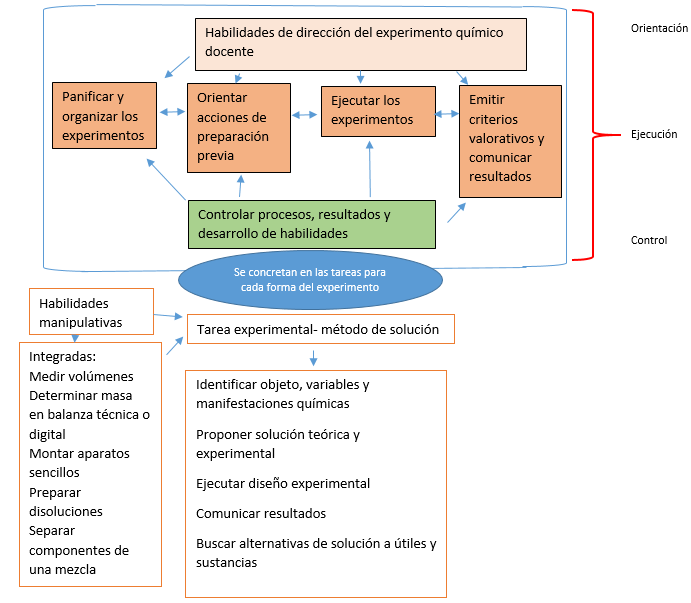 Habilidades de dirección del experimento químico
docente
Orientación
Panificar y
organizar los
experimentos
Orientar
acciones de
preparación
previa
Ejecutar los
experimentos
Emitir
criterios
valorativos y
comunicar
resultados
Ejecución
Controlar procesos, resultados y
desarrollo de habilidades
Control
Se concretan en las tareas para
cada forma del experimento
Habilidades
manipulativas
Tarea experimental- método de solución
Integradas:
Medir volúmenes
Determinar masa
en balanza técnica o
digital
Montar aparatos
sencillos
Preparar
disoluciones
Separar
componentes de
una mezcla
Identificar objeto, variables y
manifestaciones químicas
Proponer solución teórica y
experimental
Ejecutar diseño experimental
Comunicar resultados
Buscar alternativas de solución a útiles y
sustancias